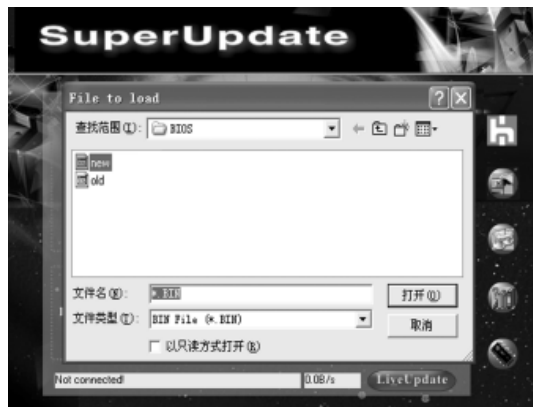 SuperUpdate
File to load
查找范围(I): BIOS
new
old
文件名(N): *.BIN 打开(O)
文件类型(T): BIN File (*.BIN) 取消
以只读方式打开(R)
Not connected! 0.0B/s LiveUpdate